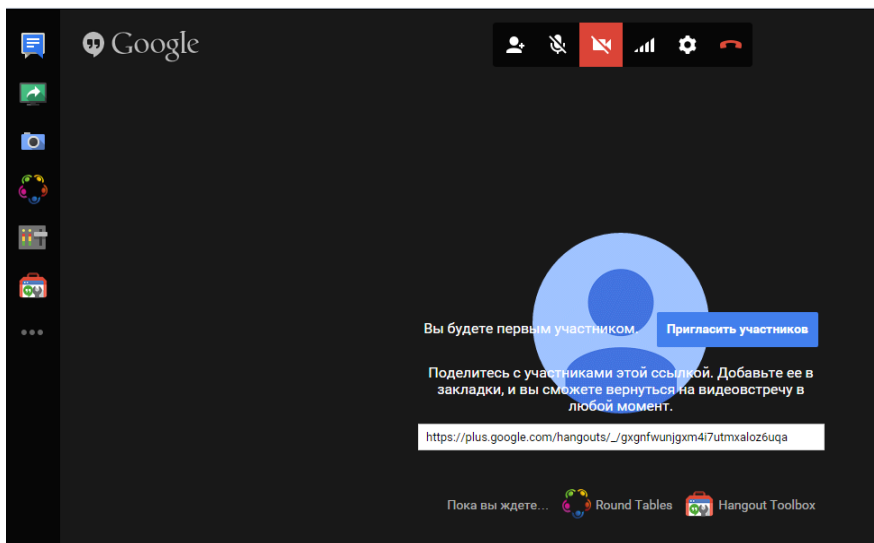 Google
Вы будете первым участником.
Пригласить участников
Поделитесь с участниками этой ссылкой. Добавьте ее в
закладки, и вы сможете вернуться на видеовстречу в
любой момент.
https://plus.google.com/hangouts/_/gxgnfwunjgxm4i7utmxaloz6uqa
Пока вы ждете... Round Tables Hangout Toolbox